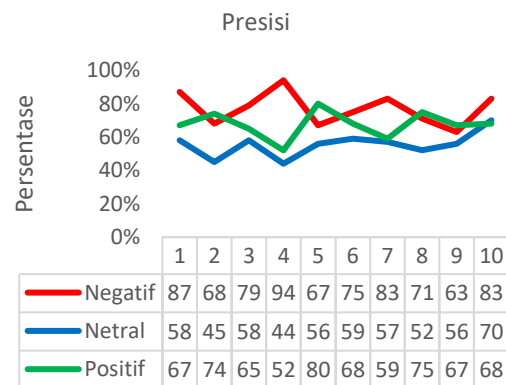 Presisi
Persentase
100%
80%
60%
40%
20%
0%
1 2 3 4 5 6 7 8 9 10
Negatif 87 68 79 94 67 75 83 71 63 83
Netral 58 45 58 44 56 59 57 52 56 70
Positif 67 74 65 52 80 68 59 75 67 68